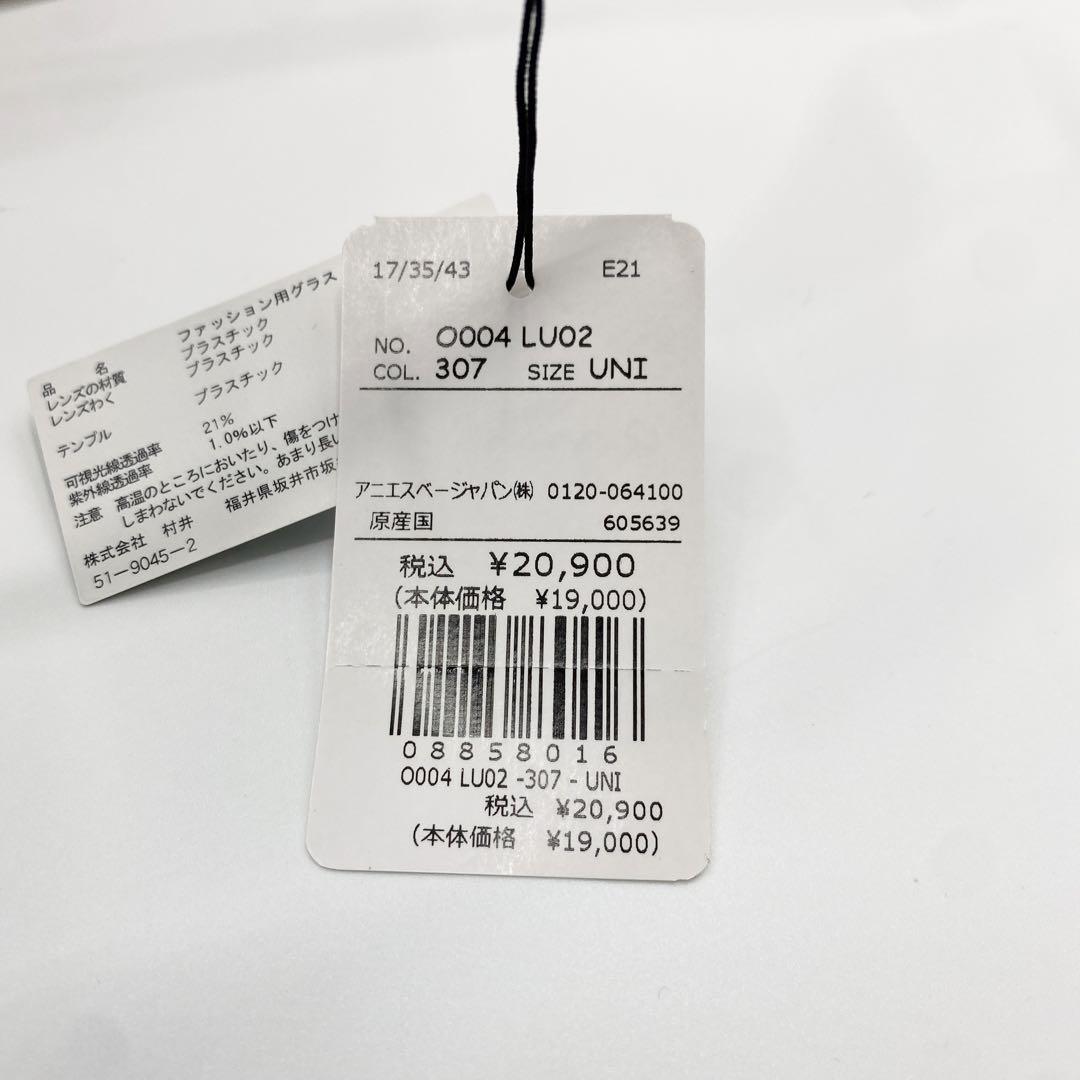 17/35/43 E21
NO. O004 LU02
COL. 307 SIZE UNI
アニエスベージャパン㈱ 0120-064100
原産国 605639
税込 ¥20,900
(本体価格 ¥19,000)
08858016
O004 LU02 -307 - UNI
税込 ¥20,900
(本体価格 ¥19,000)
品名 ファッション用グラス
レンズの材質 プラスチック
レンズわく プラスチック
テンプル プラスチック
可視光線透過率 21%
紫外線透過率 1.0%以下
注意 高温のところにおいたり、傷をつけ
しまわないでください。あまり長い
株式会社 村井 福井県坂井市坂
51-9045-2